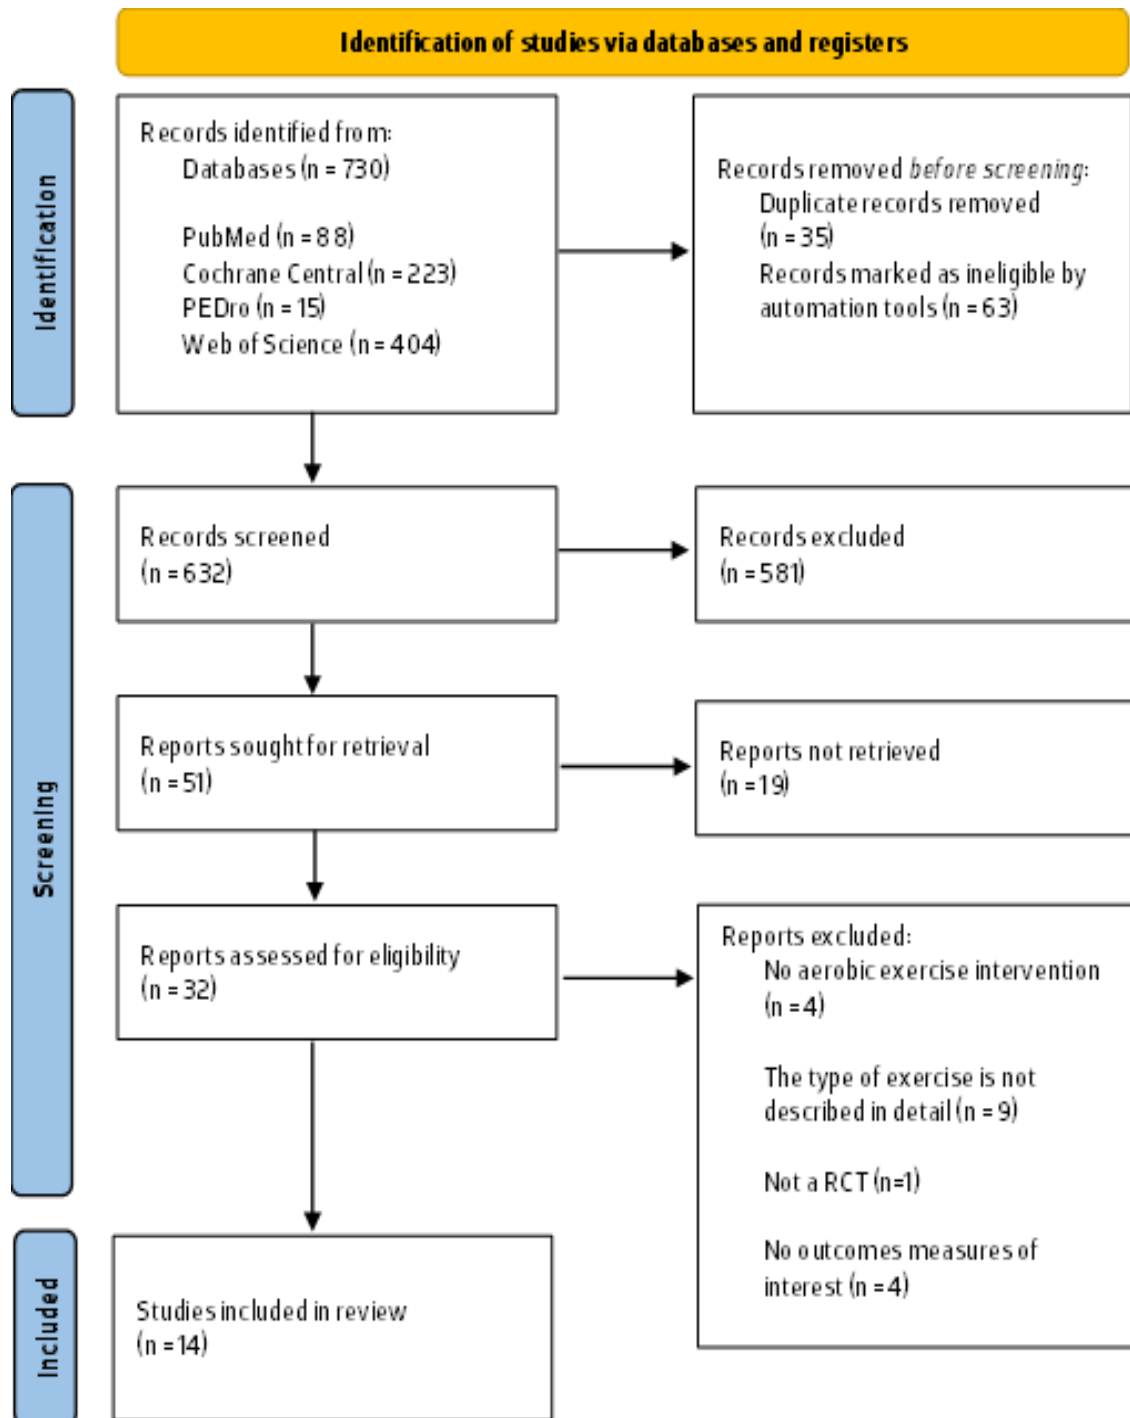 Identification of studies via databases and registers
Identification
Records identified from:
Databases (n = 730)
PubMed (n = 88)
Cochrane Central (n = 223)
PEDro (n = 15)
Web of Science (n = 404)
Records removed before screening:
Duplicate records removed
(n = 35)
Records marked as ineligible by
automation tools (n = 63)
Screening
Records screened
(n = 632)
Records excluded
(n = 581)
Reports sought for retrieval
(n = 51)
Reports not retrieved
(n = 19)
Reports assessed for eligibility
(n = 32)
Reports excluded:
No aerobic exercise intervention
(n = 4)
The type of exercise is not
described in detail (n = 9)
Not a RCT (n=1)
No outcomes measures of
interest (n = 4)
Included
Studies included in review
(n = 14)